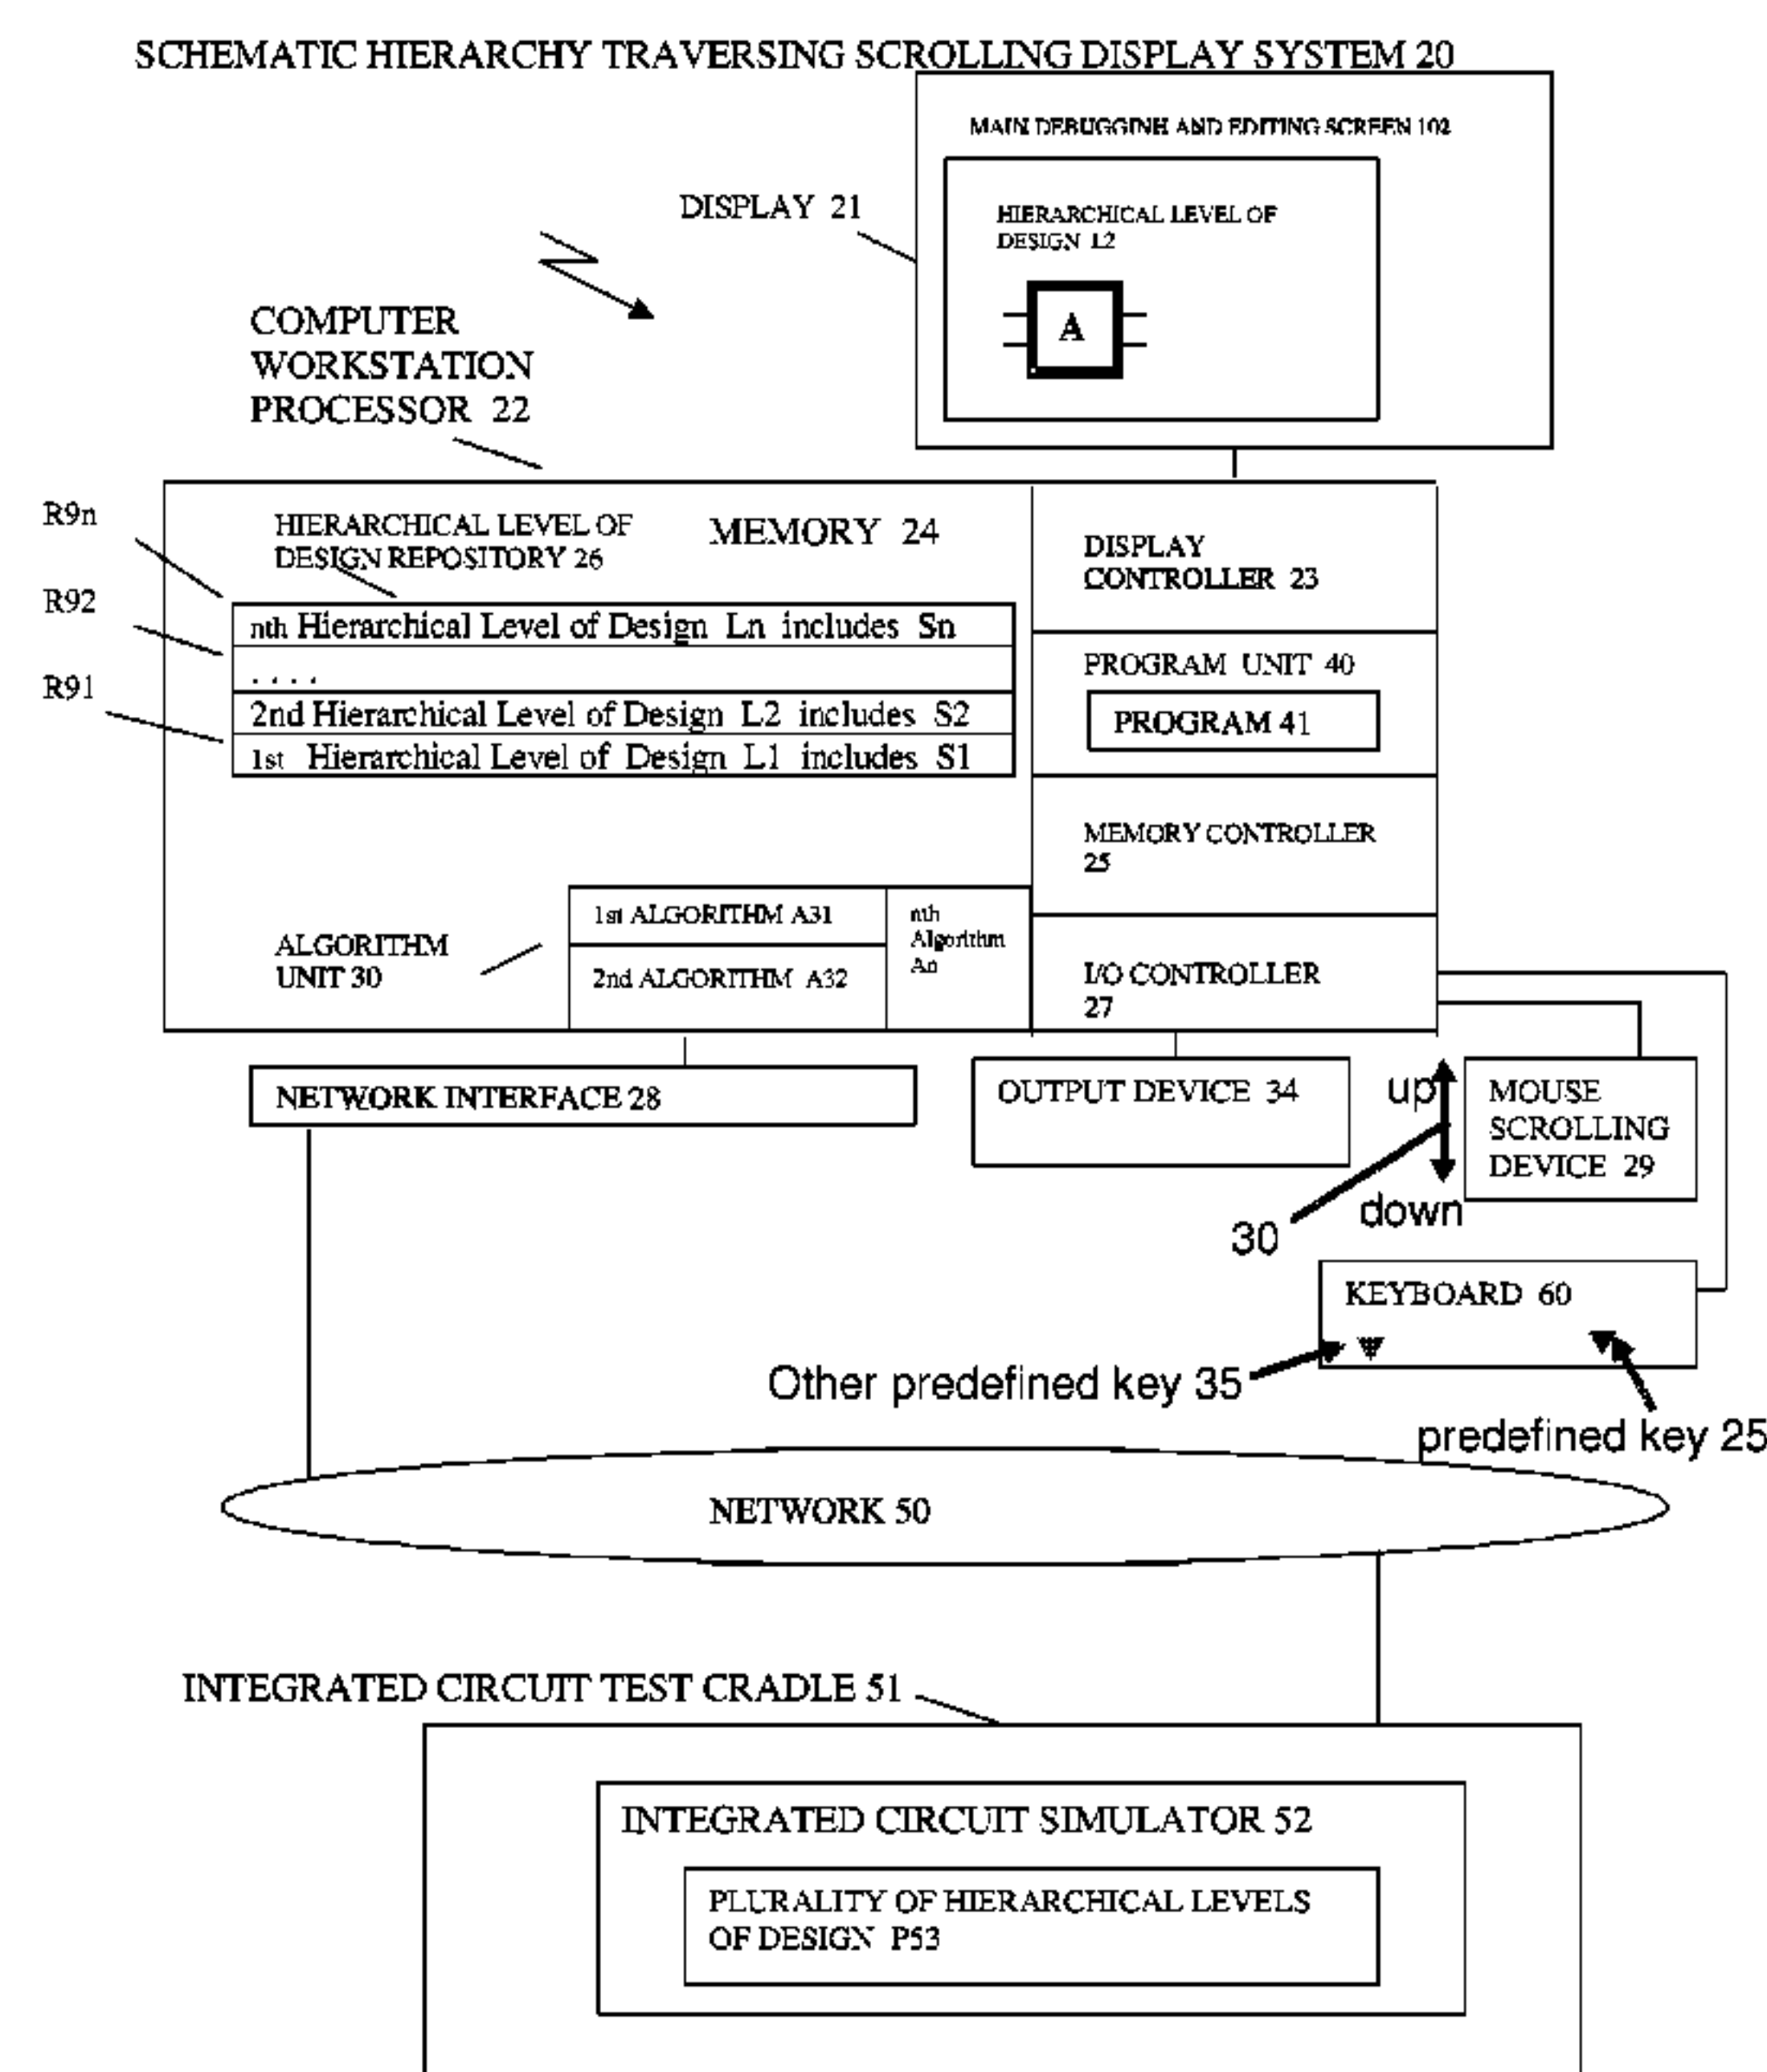 SCHEMATIC HIERARCHY TRAVERSING SCROLLING DISPLAY SYSTEM 20
MAIN DEBUGGINH AND EDITING SCREEN 102
DISPLAY 21
HIERARCHICAL LEVEL OF
DESIGN L2
A
COMPUTER
WORKSTATION
PROCESSOR 22
R9n
R92
R91
HIERARCHICAL LEVEL OF
DESIGN REPOSITORY 26
MEMORY 24
nth Hierarchical Level of Design Ln includes Sn
. . . .
2nd Hierarchical Level of Design L2 includes S2
1st Hierarchical Level of Design L1 includes S1
DISPLAY
CONTROLLER 23
PROGRAM UNIT 40
PROGRAM 41
MEMORY CONTROLLER
25
ALGORITHM
UNIT 30
1st ALGORITHM A31
2nd ALGORITHM A32
nth
Algorithm
An
I/O CONTROLLER
27
NETWORK INTERFACE 28
OUTPUT DEVICE 34
up
down
30
MOUSE
SCROLLING
DEVICE 29
KEYBOARD 60
Other predefined key 35
predefined key 25
NETWORK 50
INTEGRATED CIRCUIT TEST CRADLE 51
INTEGRATED CIRCUIT SIMULATOR 52
PLURALITY OF HIERARCHICAL LEVELS
OF DESIGN P53